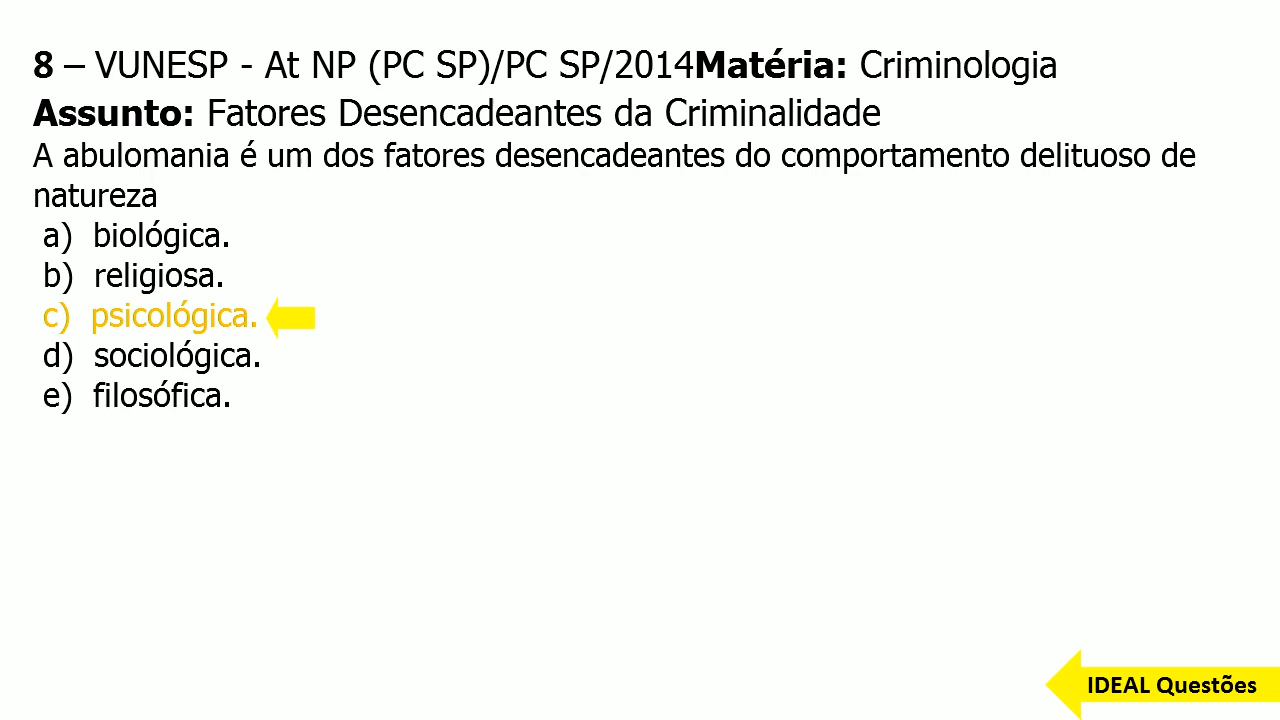 8 – VUNESP - At NP (PC SP)/PC SP/2014Matéria: Criminologia
Assunto: Fatores Desencadeantes da Criminalidade
A abulomania é um dos fatores desencadeantes do comportamento delituoso de
natureza
a) biológica.
b) religiosa.
c) psicológica.
d) sociológica.
e) filosófica.
IDEAL Questões